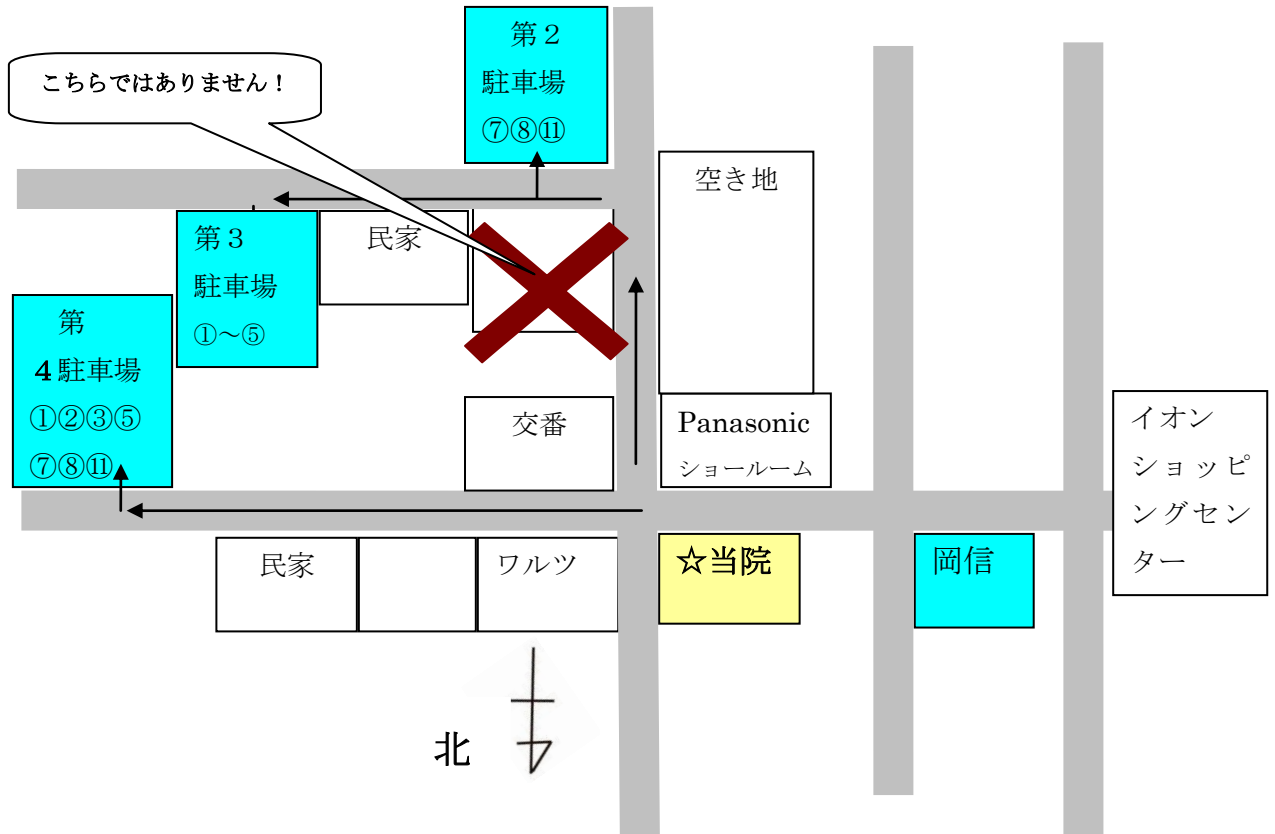 こちらではありません！
第２
駐車場
⑦⑧⑪
空き地
第３
駐車場
①～⑤
民家
第
４駐車場
①②③⑤
⑦⑧⑪
交番
Panasonic
ショールーム
イオン
ショッピ
ングセン
ター
民家
ワルツ
☆当院
岡信
北